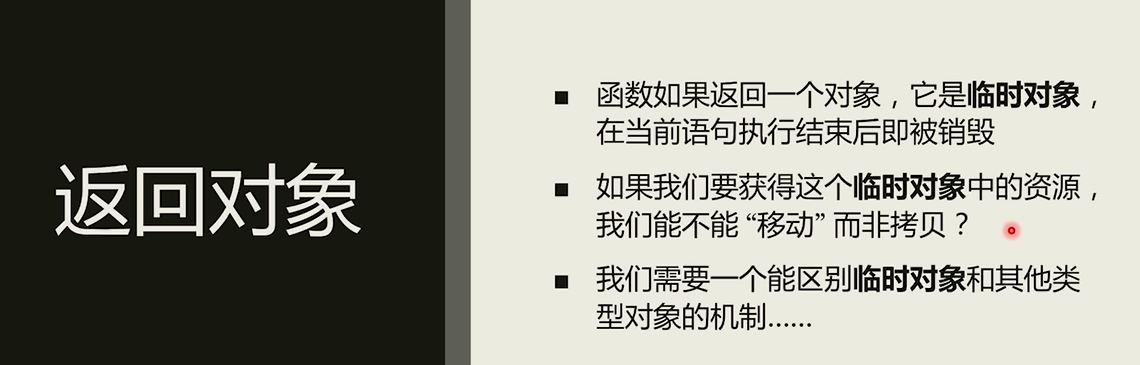 返回对象
■ 函数如果返回一个对象，它是临时对象，
在当前语句执行结束后即被销毁
■ 如果我们要获得这个临时对象中的资源，
我们能不能 “移动” 而非拷贝？
■ 我们需要一个能区别临时对象和其他类
型对象的机制……